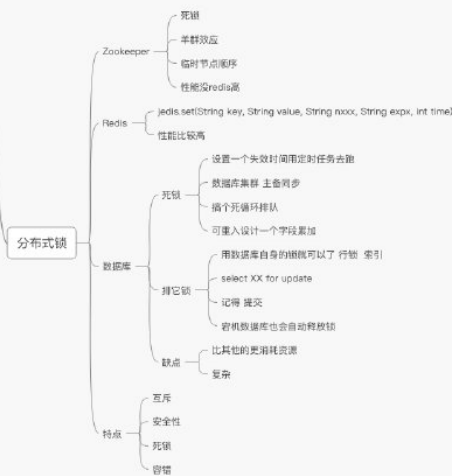 死锁
羊群效应
Zookeeper
临时节点顺序
性能没redis高
jedis.set(String key, String value, String nxxx, String expx, int time)
Redis
性能比较高
设置一个失效时间用定时任务去跑
数据库集群 主备同步
死锁
搞个死循环排队
可重入设计一个字段累加
分布式锁
数据库
用数据库自身的锁就可以了 行锁 索引
select XX for update
排它锁
记得 提交
宕机数据库也会自动释放锁
比其他的更消耗资源
缺点
复杂
互斥
安全性
特点
死锁
容错